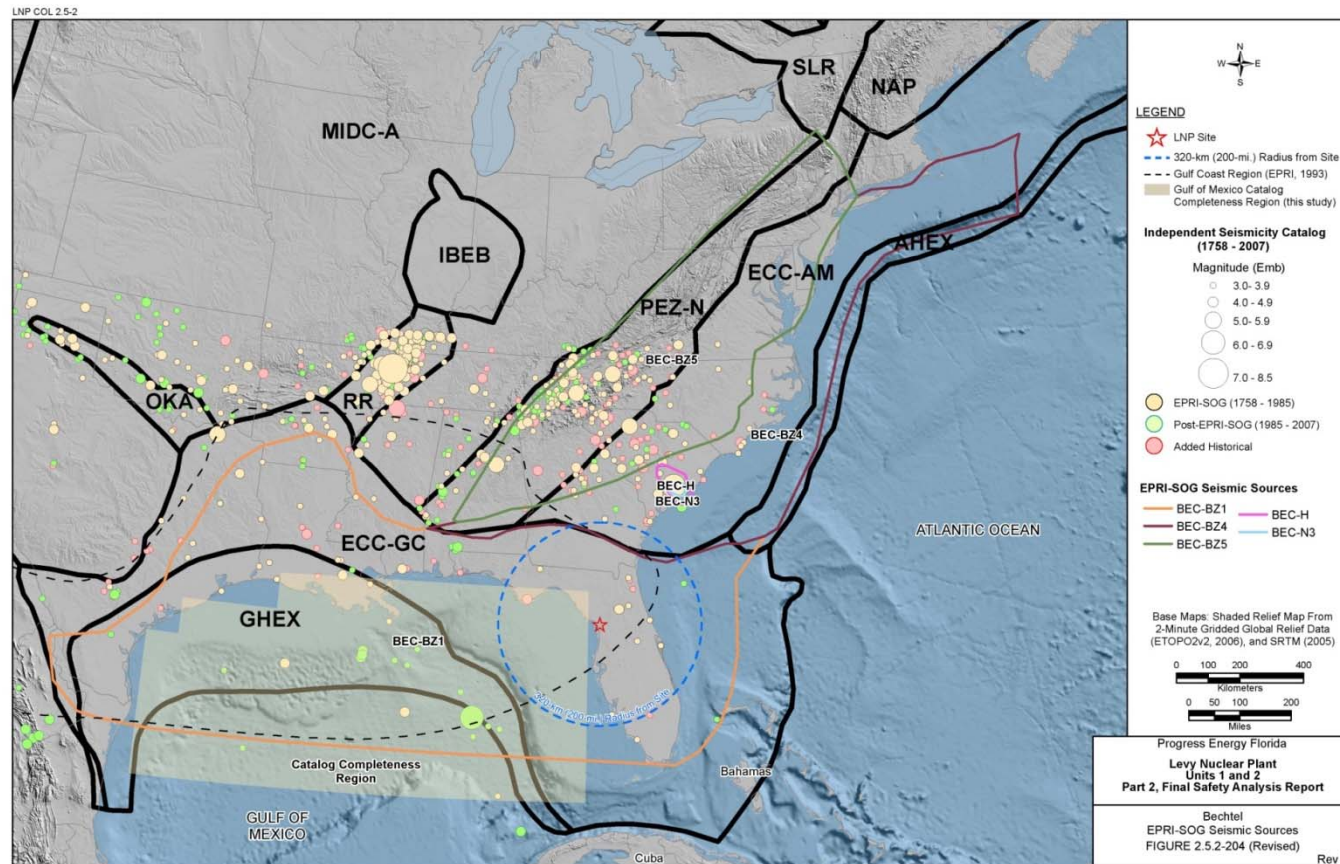 LNP COL 2.5-2
SLR
NAP
MIDC-A
IBEB
AHEX
ECC-AM
PEZ-N
BEC-BZ5
OKA
RR
BEC-BZ4
BEC-H
BEC-N3
ATLANTIC OCEAN
ECC-GC
GHEX
BEC-BZ1
320-km (200-mi.) Radius from Site
Catalog Completeness
Region
Bahamas
GULF OF
MEXICO
Cuba
N
W E
S
LEGEND
LNP Site
320-km (200-mi.) Radius from Site
Gulf Coast Region (EPRI, 1993)
Gulf of Mexico Catalog
Completeness Region (this study)
Independent Seismicity Catalog
(1758 - 2007)
Magnitude (Emb)
3.0- 3.9
4.0 - 4.9
5.0 - 5.9
6.0 - 6.9
7.0 - 8.5
EPRI-SOG (1758 - 1985)
Post-EPRI-SOG (1985 - 2007)
Added Historical
EPRI-SOG Seismic Sources
BEC-BZ1 BEC-H
BEC-BZ4 BEC-N3
BEC-BZ5
Base Maps: Shaded Relief Map From
2-Minute Gridded Global Relief Data
(ETOPO2v2, 2006), and SRTM (2005)
0 100 200 400
Kilometers
0 50 100 200
Miles
Progress Energy Florida
Levy Nuclear Plant
Units 1 and 2
Part 2, Final Safety Analysis Report
Bechtel
EPRI-SOG Seismic Sources
FIGURE 2.5.2-204 (Revised)
Rev